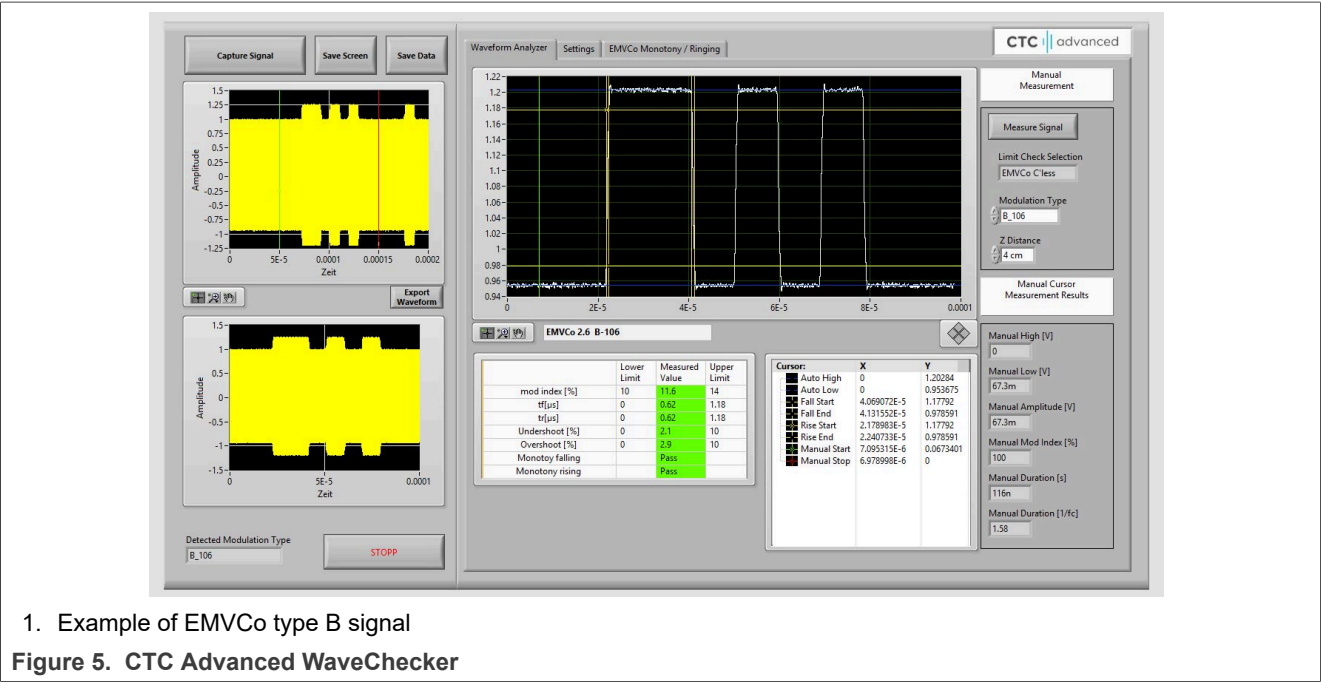 Capture Signal
Save Screen
Save Data
1.5
1.25
1
0.75
0.5
0.25
0
-0.25
-0.5
-0.75
-1
-1.25
Amplitude
0 5E-5 0.0001 0.00015 0.0002
Zeit
Export
Waveform
1.5
1
0.5
0
-0.5
-1
-1.5
Amplitude
0 5E-5 0.0001
Zeit
Detected Modulation Type
B_106
STOPP
Waveform Analyzer Settings EMVCo Monotony / Ringing
CTC advanced
1.22
1.2
1.18
1.16
1.14
1.12
1.1
1.08
1.06
1.04
1.02
1
0.98
0.96
0.94
0 2E-5 4E-5 6E-5 8E-5 0.0001
EMVCo 2.6 B-106
Lower Limit Measured Value Upper Limit
mod index [%] 10 11.6 14
tf[µs] 0 0.62 1.18
tr[µs] 0 0.62 1.18
Undershoot [%] 0 2.1 10
Overshoot [%] 0 2.9 10
Monotoy falling Pass
Monotony rising Pass
Cursor: X Y
Auto High 0 1.20284
Auto Low 0 0.953675
Fall Start 4.069072E-5 1.17792
Fall End 4.131552E-5 0.978591
Rise Start 2.178983E-5 1.17792
Rise End 2.240733E-5 0.978591
Manual Start 7.095315E-6 0.0673401
Manual Stop 6.978998E-6 0
Manual
Measurement
Measure Signal
Limit Check Selection
EMVCo C'less
Modulation Type
B_106
Z Distance
4 cm
Manual Cursor
Measurement Results
Manual High [V]
0
Manual Low [V]
67.3m
Manual Amplitude [V]
67.3m
Manual Mod Index [%]
100
Manual Duration [s]
116n
Manual Duration [1/fc]
1.58
1. Example of EMVCo type B signal
Figure 5. CTC Advanced WaveChecker